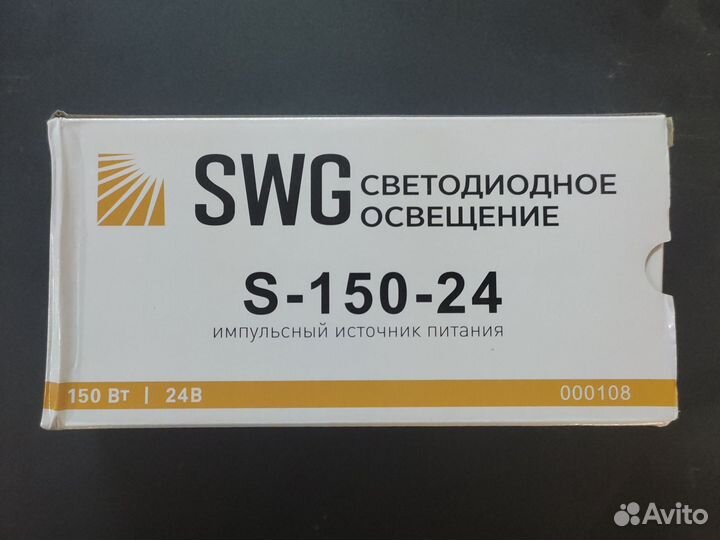 SWG СВЕТОДИОДНОЕ
ОСВЕЩЕНИЕ
S-150-24
импульсный источник питания
150 Вт | 24В
000108
Avito